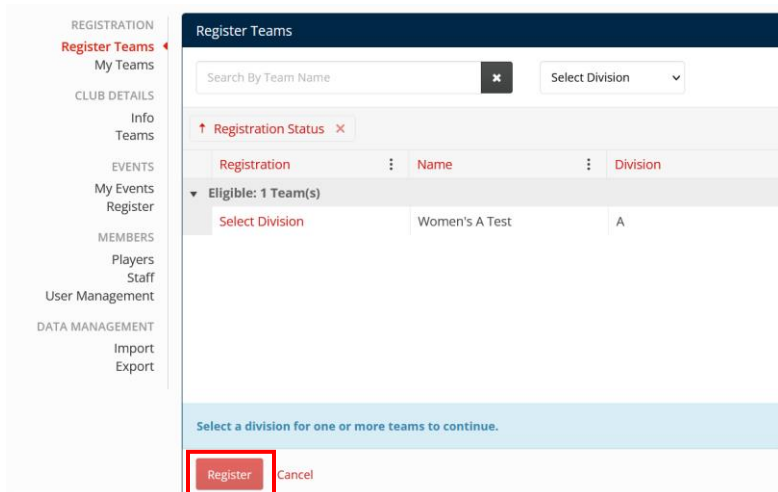 REGISTRATION
Register Teams
My Teams
CLUB DETAILS
Info
Teams
EVENTS
My Events
Register
MEMBERS
Players
Staff
User Management
DATA MANAGEMENT
Import
Export
Register Teams
Search By Team Name
Select Division
Registration Status
Registration Name Division
Eligible: 1 Team(s)
Select Division Women's A Test A
Select a division for one or more teams to continue.
Register Cancel